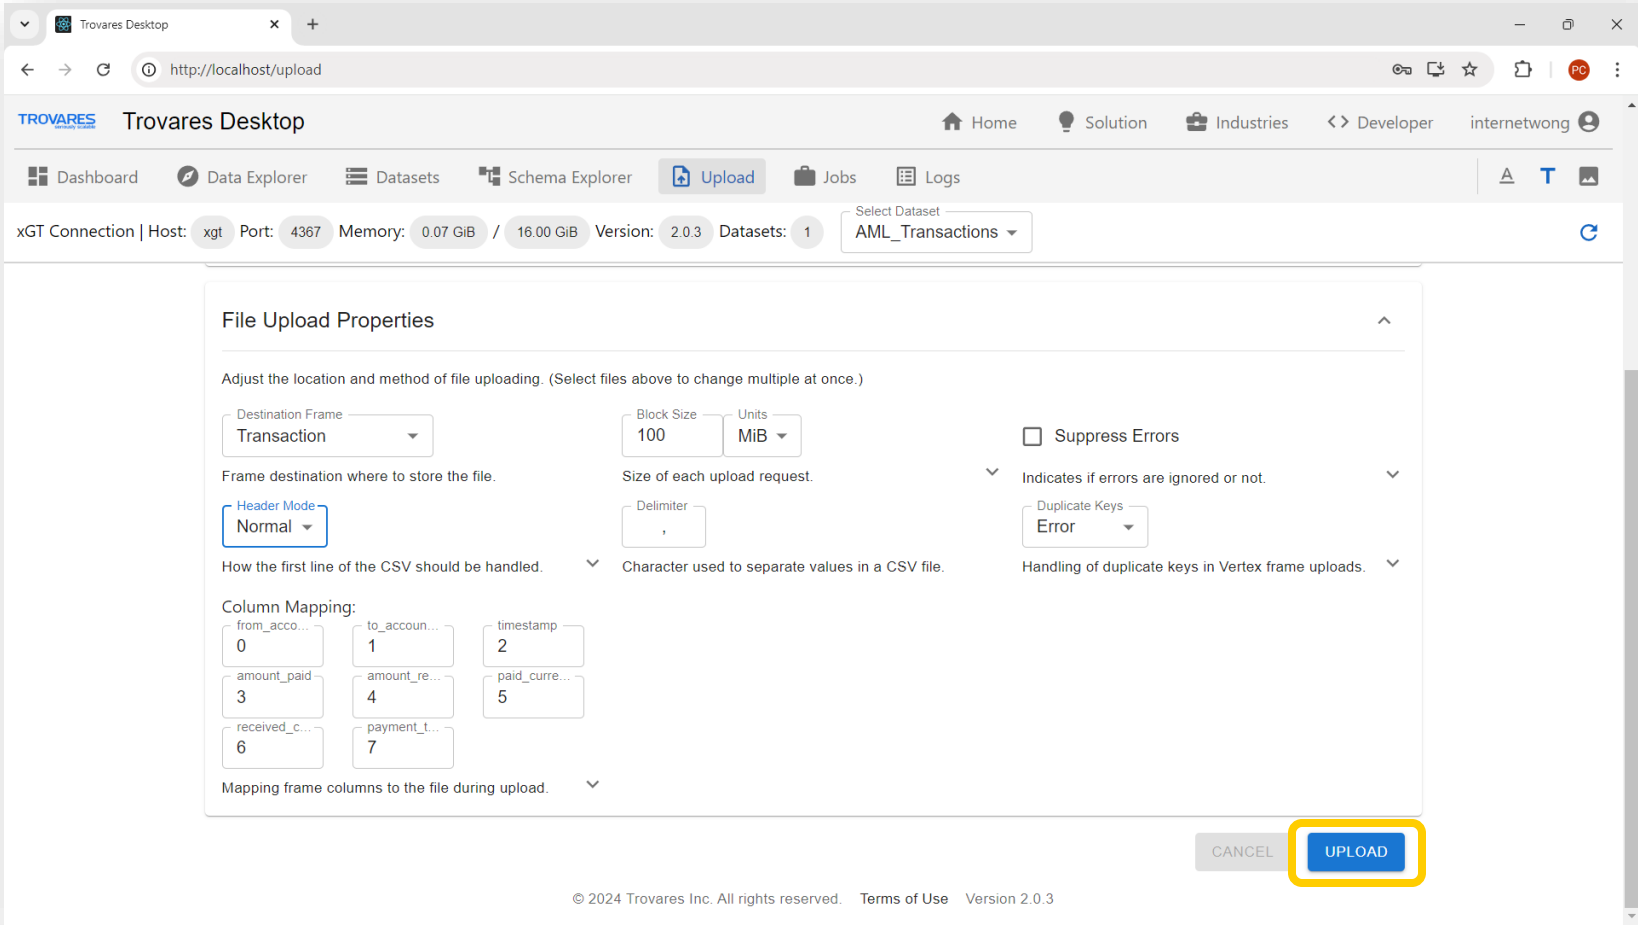 Trovares Desktop
http://localhost/upload
PC
TROVARES
seriously scalable
Trovares Desktop
Home
Solution
Industries
Developer
internetwong
Dashboard
Data Explorer
Datasets
Schema Explorer
Upload
Jobs
Logs
A
T
xGT Connection | Host: xgt Port: 4367 Memory: 0.07 GiB / 16.00 GiB Version: 2.0.3 Datasets: 1
Select Dataset
AML_Transactions
File Upload Properties
Adjust the location and method of file uploading. (Select files above to change multiple at once.)
Destination Frame
Transaction
Frame destination where to store the file.
Block Size
100
Units
MiB
Size of each upload request.
Suppress Errors
Indicates if errors are ignored or not.
Header Mode
Normal
How the first line of the CSV should be handled.
Delimiter
,
Character used to separate values in a CSV file.
Duplicate Keys
Error
Handling of duplicate keys in Vertex frame uploads.
Column Mapping:
from_acco...
0
to_accoun...
1
timestamp
2
amount_paid
3
amount_re...
4
paid_curre...
5
received_c...
6
payment_t...
7
Mapping frame columns to the file during upload.
CANCEL
UPLOAD
© 2024 Trovares Inc. All rights reserved. Terms of Use Version 2.0.3